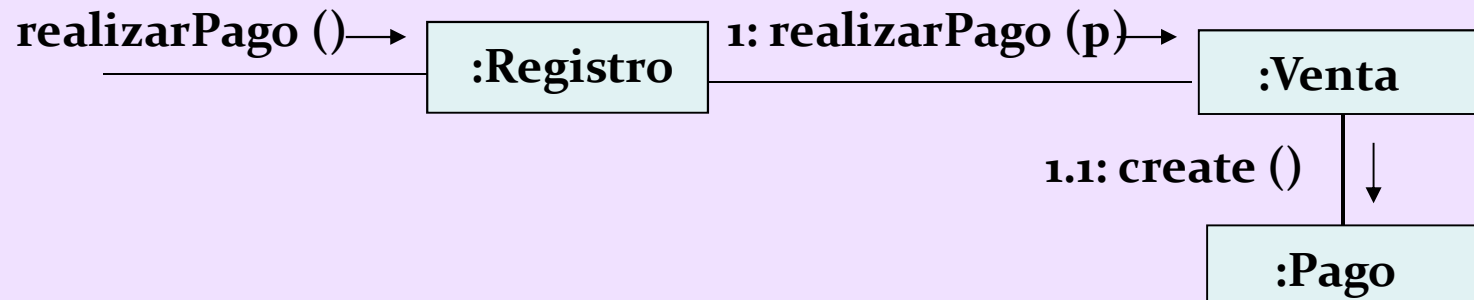 realizarPago ()
:Registro
1: realizarPago (p)
:Venta
1.1: create ()
:Pago